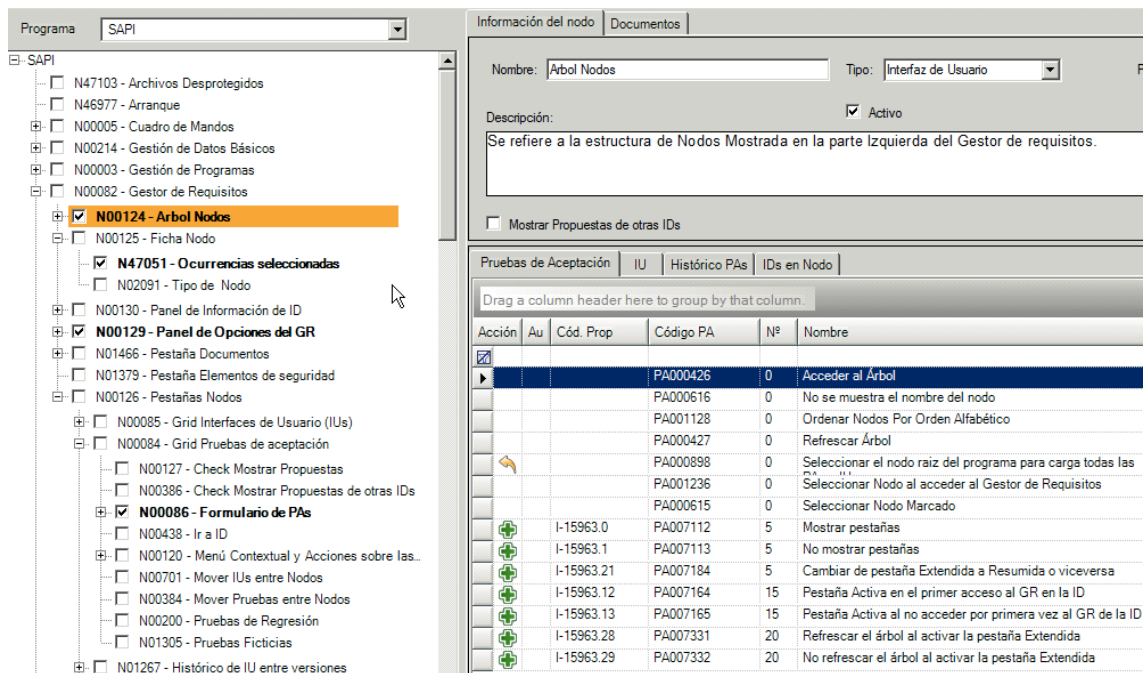 Programa SAPI
SAPI
N47103 - Archivos Desprotegidos
N46977 - Arranque
N00005 - Cuadro de Mandos
N00214 - Gestión de Datos Básicos
N00003 - Gestión de Programas
N00082 - Gestor de Requisitos
N00124 - Arbol Nodos
N00125 - Ficha Nodo
N47051 - Ocurrencias seleccionadas
N02091 - Tipo de Nodo
N00130 - Panel de Información de ID
N00129 - Panel de Opciones del GR
N01466 - Pestaña Documentos
N01379 - Pestaña Elementos de seguridad
N00126 - Pestañas Nodos
N00085 - Grid Interfaces de Usuario (IUs)
N00084 - Grid Pruebas de aceptación
N00127 - Check Mostrar Propuestas
N00386 - Check Mostrar Propuestas de otras IDs
N00086 - Formulario de PAs
N00438 - Ir a ID
N00120 - Menú Contextual y Acciones sobre las...
N00701 - Mover IUs entre Nodos
N00384 - Mover Pruebas entre Nodos
N00200 - Pruebas de Regresión
N01305 - Pruebas Ficticias
N01267 - Histórico de IU entre versiones
Información del nodo Documentos
Nombre: Arbol Nodos Tipo: Interfaz de Usuario
Descripción: Activo
Se refiere a la estructura de Nodos Mostrada en la parte Izquierda del Gestor de requisitos.
Mostrar Propuestas de otras IDs
Pruebas de Aceptación IU Histórico PAs IDs en Nodo
Drag a column header here to group by that column.
Acción Au Cód. Prop Código PA Nº Nombre
PA000426 0 Acceder al Árbol
PA000616 0 No se muestra el nombre del nodo
PA001128 0 Ordenar Nodos Por Orden Alfabético
PA000427 0 Refrescar Árbol
PA000898 0 Seleccionar el nodo raiz del programa para carga todas las
PA001236 0 Seleccionar Nodo al acceder al Gestor de Requisitos
PA000615 0 Seleccionar Nodo Marcado
I-15963.0 PA007112 5 Mostrar pestañas
I-15963.1 PA007113 5 No mostrar pestañas
I-15963.21 PA007184 5 Cambiar de pestaña Extendida a Resumida o viceversa
I-15963.12 PA007164 15 Pestaña Activa en el primer acceso al GR en la ID
I-15963.13 PA007165 15 Pestaña Activa al no acceder por primera vez al GR de la ID
I-15963.28 PA007331 20 Refrescar el árbol al activar la pestaña Extendida
I-15963.29 PA007332 20 No refrescar el árbol al activar la pestaña Extendida